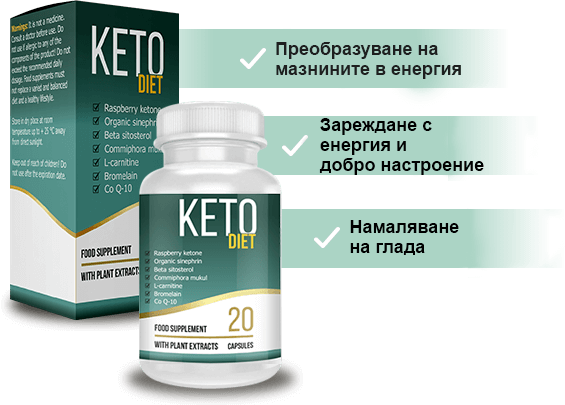 Warnings: It is not medicine.
Consult a doctor before use. Do
not use if allergic to any of the
components of the product! Do not
exceed the recommended daily
dosage. Food supplements must
not replace a varied and balanced
diet and a healthy lifestyle.
Store in dry place at room
temperature up to + 25 °C away
from direct sunlight.
Keep out of reach of children! Do
not use after the expiration date.
KETO
DIET
Raspberry ketone
Organic sinephrin
Beta sitosterol
Commiphora mukul
L-carnitine
Bromelain
Co Q-10
FOOD SUPPLEMENT
WITH PLANT EXTRACTS
KETO
DIET
Raspberry ketone
Organic sinephrin
Beta sitosterol
Commiphora mukul
L-carnitine
Bromelain
Co Q-10
FOOD SUPPLEMENT
WITH PLANT EXTRACTS
20
CAPSULES
Преобразуване на
мазнините в енергия
Зареждане с
енергия и
добро настроение
Намаляване
на глада